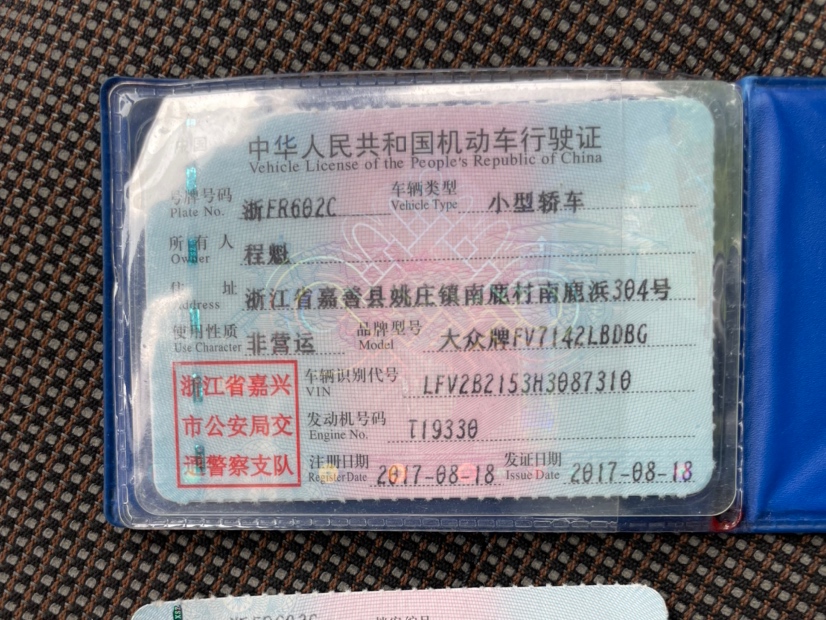 中华人民共和国机动车行驶证
Vehicle License of the People's Republic of China
号牌号码 浙FR602C 车辆类型 小型轿车
Plate No. Vehicle Type
所有人 程魁
Owner
住址 浙江省嘉善县姚庄镇南鹿村南鹿浜304号
Address
使用性质 非营运 品牌型号 大众牌FV7142LBDBG
Use Character Model
浙江省嘉兴
市公安局交
通警察支队
车辆识别代号 LFV2B2153H3087310
VIN
发动机号码 T19330
Engine No.
注册日期 2017-08-18 发证日期 2017-08-18
Register Date Issue Date